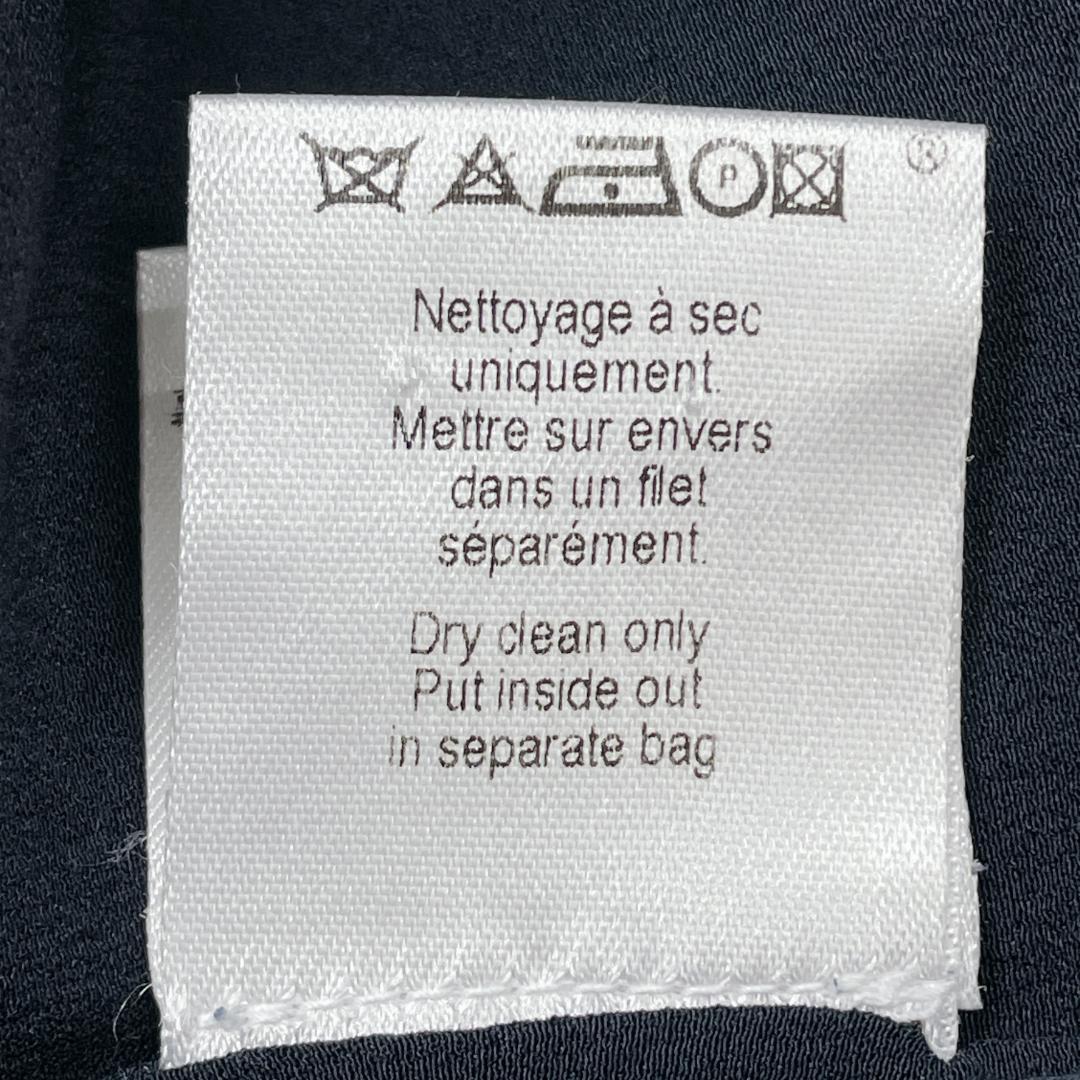 P
®
Nettoyage à sec
uniquement.
Mettre sur envers
dans un filet
séparément.
Dry clean only
Put inside out
in separate bag